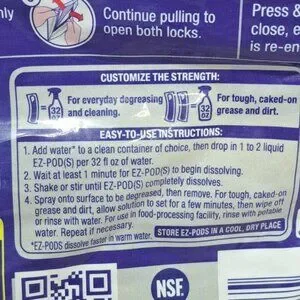 Continue pulling to
open both locks.
Press &
close, e
is re-en
CUSTOMIZE THE STRENGTH:
32 OZ
For everyday degreasing
and cleaning.
32 OZ
For tough, caked-on
grease and dirt.
EASY-TO-USE INSTRUCTIONS:
1. Add water* to a clean container of choice, then drop in 1 to 2 liquid
EZ-POD(S) per 32 fl oz of water.
2. Wait at least 1 minute for EZ-POD(S) to begin dissolving.
3. Shake or stir until EZ-POD(S) completely dissolves.
4. Spray onto surface to be degreased, then remove. For tough, caked-on
grease and dirt, allow solution to set for a few minutes, then wipe off
or rinse with water. For use in food-processing facility, rinse with potable
water. Repeat if necessary.
STORE EZ-PODS IN A COOL, DRY PLACE
*EZ-PODS dissolve faster in warm water.
NSF